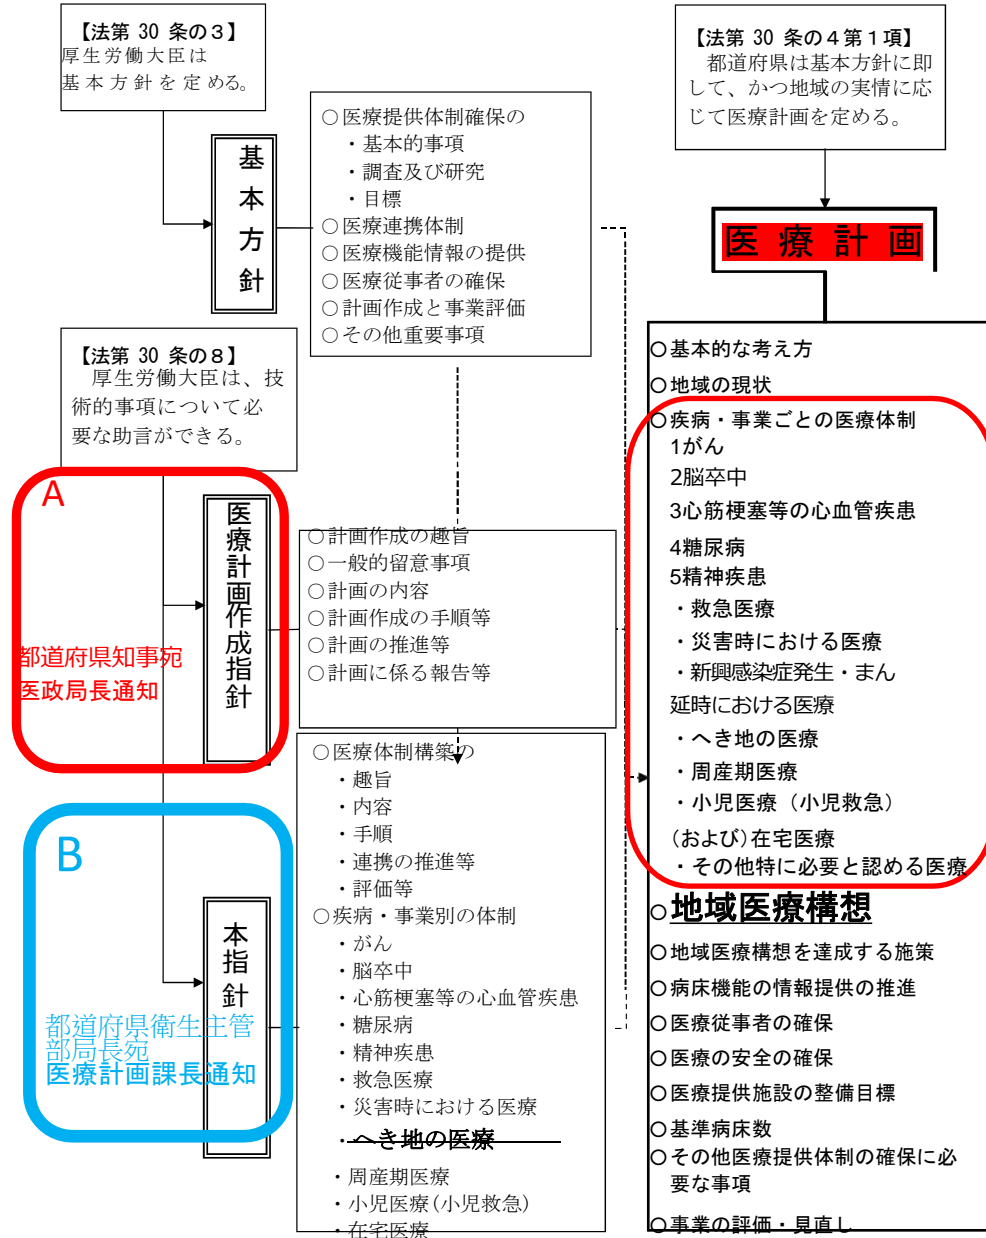 【法第 30 条の３】
厚生労働大臣は
基本方針を定める。
基本方針
○医療提供体制確保の
・基本的事項
・調査及び研究
・目標
○医療連携体制
○医療機能情報の提供
○医療従事者の確保
○計画作成と事業評価
○その他重要事項
【法第 30 条の８】
厚生労働大臣は、技
術的事項について必
要な助言ができる。
A
医療計画作成指針
都道府県知事宛
医政局長通知
○計画作成の趣旨
○一般的留意事項
○計画の内容
○計画作成の手順等
○計画の推進等
○計画に係る報告等
B
本指針
都道府県衛生主管
部局長宛
医療計画課長通知
○医療体制構築の
・趣旨
・内容
・手順
・連携の推進等
・評価等
○疾病・事業別の体制
・がん
・脳卒中
・心筋梗塞等の心血管疾患
・糖尿病
・精神疾患
・救急医療
・災害時における医療
・へき地の医療
・周産期医療
・小児医療(小児救急)
・在宅医療
【法第 30 条の４第１項】
都道府県は基本方針に即
して、かつ地域の実情に応
じて医療計画を定める。
医療計画
○基本的な考え方
○地域の現状
○疾病・事業ごとの医療体制
1がん
2脳卒中
3心筋梗塞等の心血管疾患
4糖尿病
5精神疾患
・救急医療
・災害時における医療
・新興感染症発生・まん
延時における医療
・へき地の医療
・周産期医療
・小児医療（小児救急）
(および)在宅医療
・その他特に必要と認める医療
○地域医療構想
○地域医療構想を達成する施策
○病床機能の情報提供の推進
○医療従事者の確保
○医療の安全の確保
○医療提供施設の整備目標
○基準病床数
○その他医療提供体制の確保に必
要な事項
○事業の評価・見直し